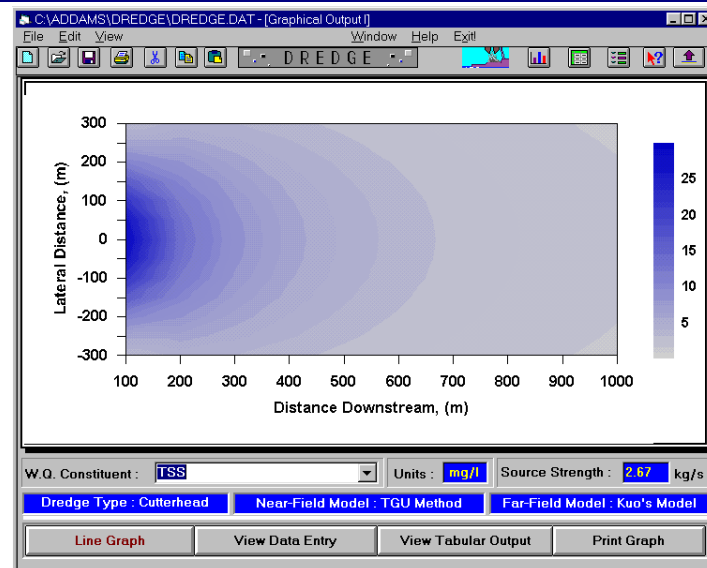 C:\ADDAMS\DREDGE\DREDGE.DAT - [Graphical Output I]
File Edit View Window Help Exit!
DREDGE
300
200
100
0
-100
-200
-300
Lateral Distance, (m)
100 200 300 400 500 600 700 800 900 1000
Distance Downstream, (m)
25
20
15
10
5
W.Q. Constituent : TSS Units : mg/l Source Strength : 2.67 kg/s
Dredge Type : Cutterhead Near-Field Model : TGU Method Far-Field Model : Kuo's Model
Line Graph View Data Entry View Tabular Output Print Graph